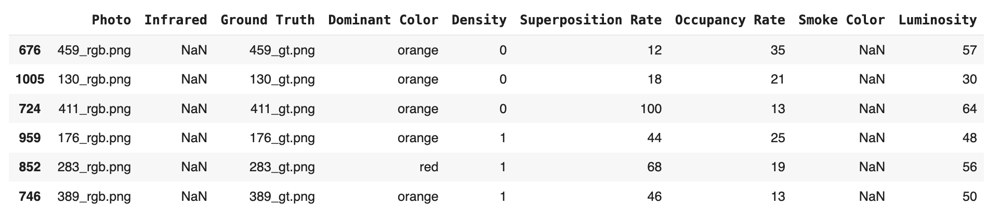 Photo Infrared Ground Truth Dominant Color Density Superposition Rate Occupancy Rate Smoke Color Luminosity
676 459_rgb.png NaN 459_gt.png orange 0 12 35 NaN 57
1005 130_rgb.png NaN 130_gt.png orange 0 18 21 NaN 30
724 411_rgb.png NaN 411_gt.png orange 0 100 13 NaN 64
959 176_rgb.png NaN 176_gt.png orange 1 44 25 NaN 48
852 283_rgb.png NaN 283_gt.png red 1 68 19 NaN 56
746 389_rgb.png NaN 389_gt.png orange 1 46 13 NaN 50